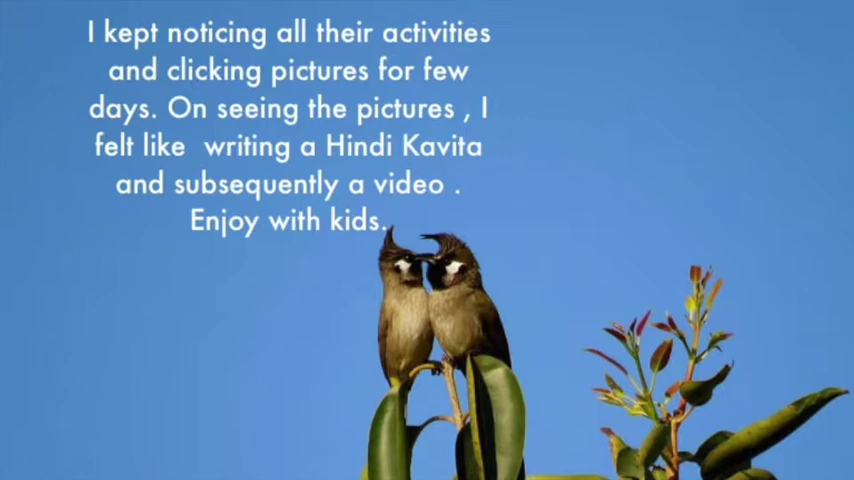 I kept noticing all their activities
and clicking pictures for few
days. On seeing the pictures , I
felt like  writing a Hindi Kavita
and subsequently a video .
Enjoy with kids.